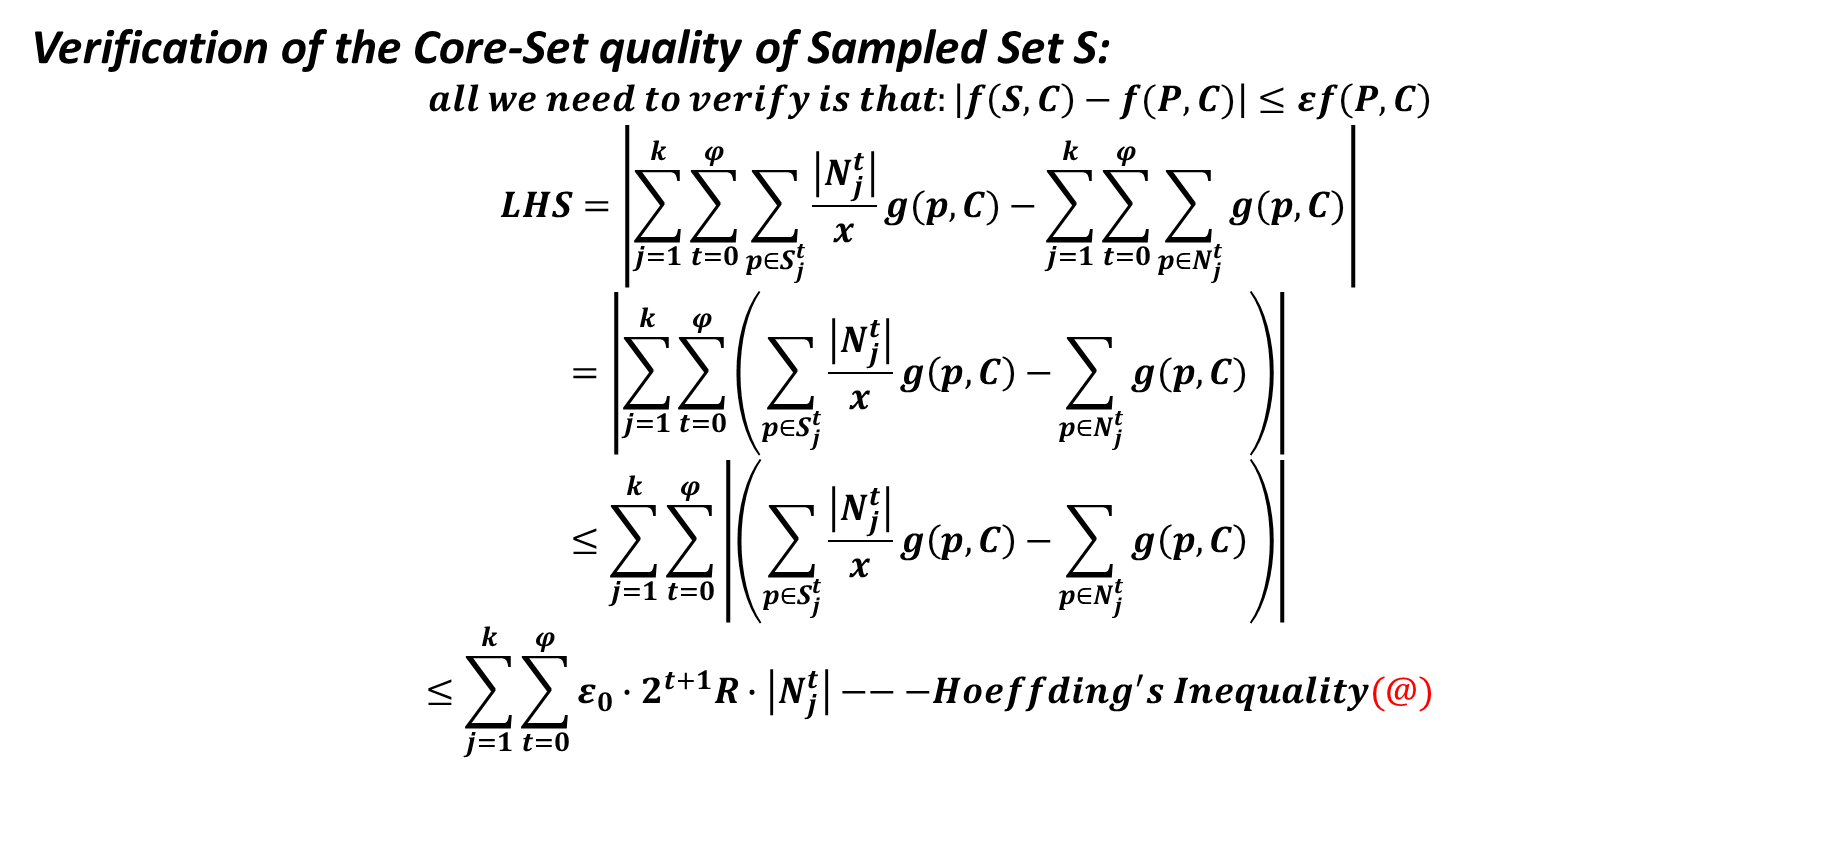 Verification of the Core-Set quality of Sampled Set S:
all we need to verify is that: |f(S, C) − f(P, C)| ≤ εf(P, C)
LHS = |∑_{j=1}^{k} ∑_{t=0}^{φ} ∑_{p∈S_j^t} |N_j^t|/x g(p, C) − ∑_{j=1}^{k} ∑_{t=0}^{φ} ∑_{p∈N_j^t} g(p, C)|
= |∑_{j=1}^{k} ∑_{t=0}^{φ} (∑_{p∈S_j^t} |N_j^t|/x g(p, C) − ∑_{p∈N_j^t} g(p, C))|
≤ ∑_{j=1}^{k} ∑_{t=0}^{φ} |(∑_{p∈S_j^t} |N_j^t|/x g(p, C) − ∑_{p∈N_j^t} g(p, C))|
≤ ∑_{j=1}^{k} ∑_{t=0}^{φ} ε_0 · 2^{t+1}R · |N_j^t| − − −Hoeffding's Inequality(@)